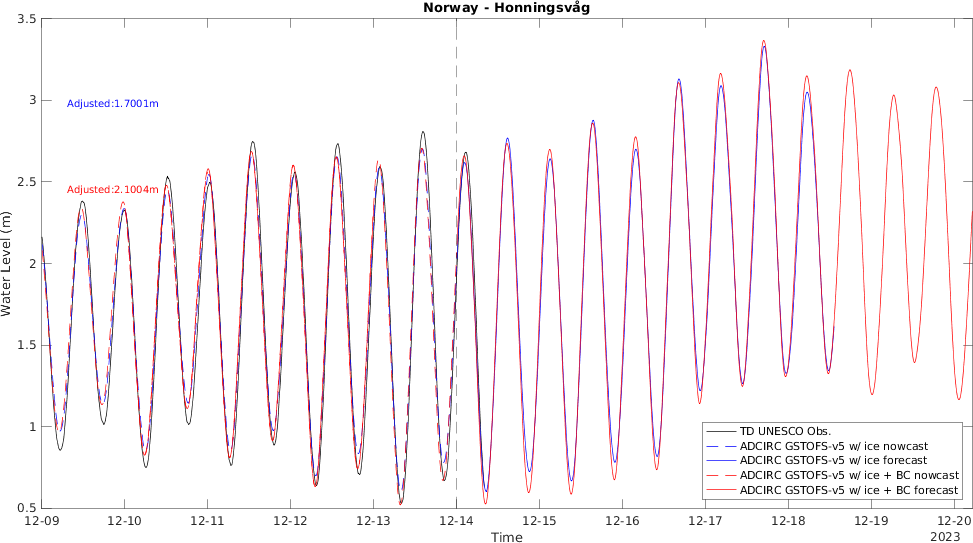 Norway - Honningsvåg
3.5
3
2.5
2
1.5
1
0.5
Water Level (m)
Adjusted:1.7001m
Adjusted:2.1004m
TD UNESCO Obs.
ADCIRC GSTOFS-v5 w/ ice nowcast
ADCIRC GSTOFS-v5 w/ ice forecast
ADCIRC GSTOFS-v5 w/ ice + BC nowcast
ADCIRC GSTOFS-v5 w/ ice + BC forecast
12-09 12-10 12-11 12-12 12-13 12-14 12-15 12-16 12-17 12-18 12-19 12-20
Time
2023